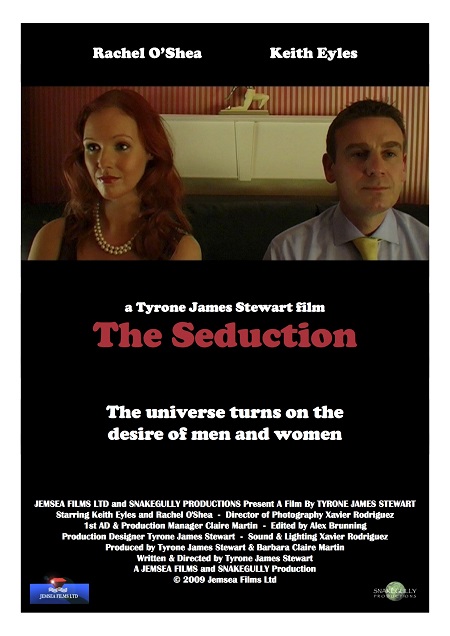 Rachel O'Shea Keith Eyles
a Tyrone James Stewart film
The Seduction
The universe turns on the
desire of men and women
JEMSEA FILMS LTD and SNAKEGULLY PRODUCTIONS Present A Film By TYRONE JAMES STEWART
Starring Keith Eyles and Rachel O'Shea - Director of Photography Xavier Rodriguez
1st AD & Production Manager Claire Martin - Edited by Alex Brunning
Production Designer Tyrone James Stewart - Sound & Lighting Xavier Rodriguez
Produced by Tyrone James Stewart & Barbara Claire Martin
Written & Directed by Tyrone James Stewart
A JEMSEA FILMS and SNAKEGULLY Production
© 2009 Jemsea Films Ltd
JEMSEA FILMS LTD
SNAKEGULLY
PRODUCTIONS